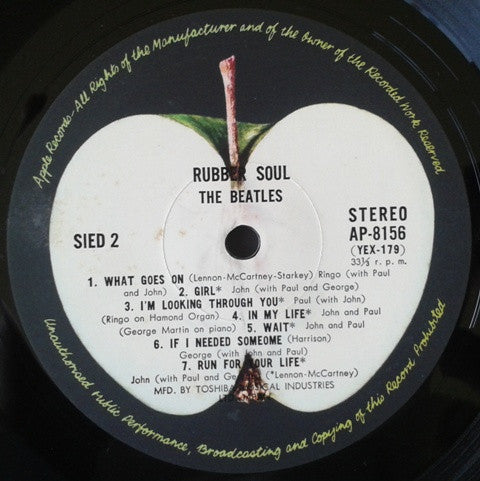 Apple Records-All Rights of the Manufacturer and of the Owner of the Recorded Work Reserved
RUBBER SOUL
THE BEATLES
SIED 2
STEREO
AP-8156
(YEX-179)
33⅓ r. p. m.
1. WHAT GOES ON (Lennon-McCartney-Starkey) Ringo (with Paul
and John) 2. GIRL* John (with Paul and George)
3. I'M LOOKING THROUGH YOU* Paul (with John)
(Ringo on Hamond Organ) 4. IN MY LIFE* John and Paul
(George Martin on piano) 5. WAIT* John and Paul
6. IF I NEEDED SOMEONE (Harrison)
George (with John and Paul)
7. RUN FOR YOUR LIFE*
John (with Paul and George) (*Lennon-McCartney)
MFD. BY TOSHIBA MUSICAL INDUSTRIES
Unauthorised Public Performance, Broadcasting and Copying of this Record Prohibited